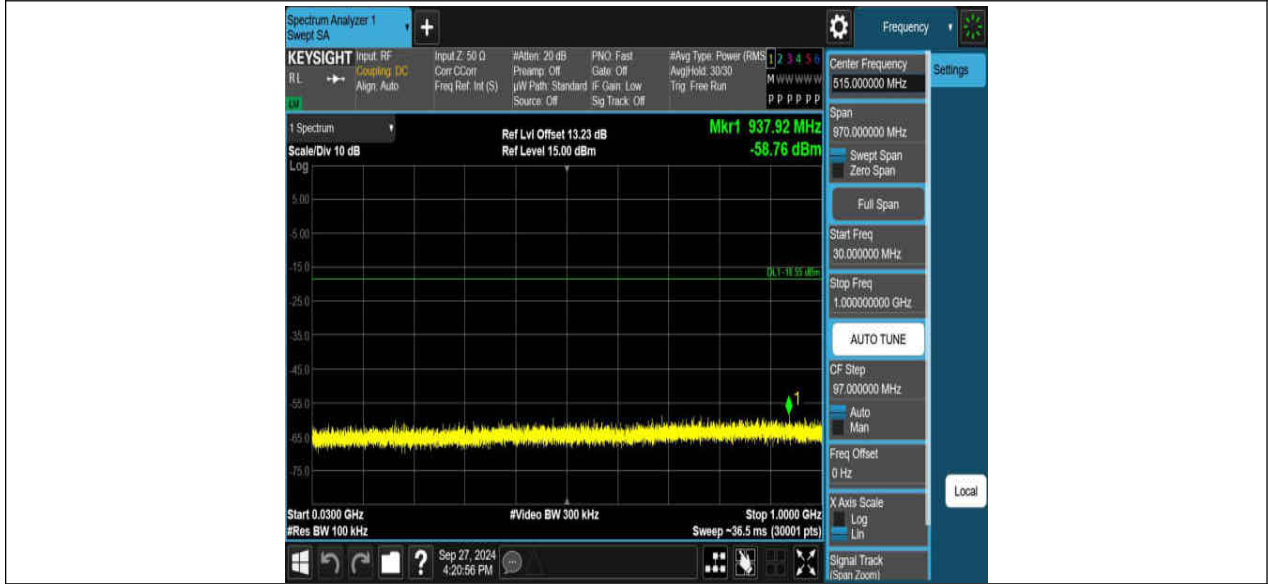 Spectrum Analyzer 1
Swept SA
+
Frequency
KEYSIGHT
RL
Input: RF
Coupling: DC
Align: Auto
Input Z: 50 Ω
Corr CCorr
Freq Ref: Int (S)
#Atten: 20 dB
Preamp: Off
µW Path: Standard
Source: Off
PNO: Fast
Gate: Off
IF Gain: Low
Sig Track: Off
#Avg Type: Power (RMS
Avg|Hold: 30/30
Trig: Free Run
1 2 3 4 5 6
M W W W W W
P P P P P P
1 Spectrum
Scale/Div 10 dB
Log
Ref Lvl Offset 13.23 dB
Ref Level 15.00 dBm
Mkr1 937.92 MHz
-58.76 dBm
5.00
-5.00
-15.0
DL1 -18.55 dBm
-25.0
-35.0
-45.0
-55.0
1
-65.0
-75.0
Start 0.0300 GHz
#Res BW 100 kHz
#Video BW 300 kHz
Stop 1.0000 GHz
Sweep ~36.5 ms (30001 pts)
?
Sep 27, 2024
4:20:56 PM
Center Frequency
515.000000 MHz
Settings
Span
970.000000 MHz
Swept Span
Zero Span
Full Span
Start Freq
30.000000 MHz
Stop Freq
1.000000000 GHz
AUTO TUNE
CF Step
97.000000 MHz
Auto
Man
Freq Offset
0 Hz
Local
X Axis Scale
Log
Lin
Signal Track
(Span Zoom)